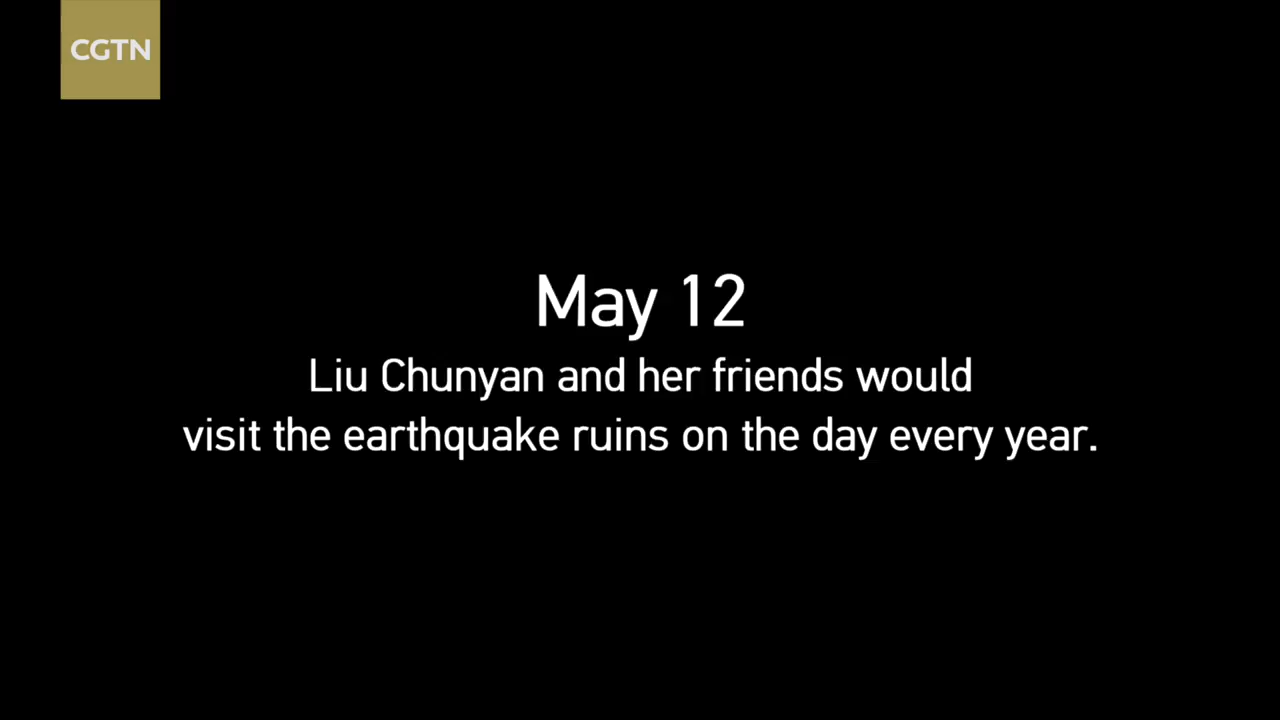 CGTN
May 12
Liu Chunyan and her friends would
visit the earthquake ruins on the day every year.